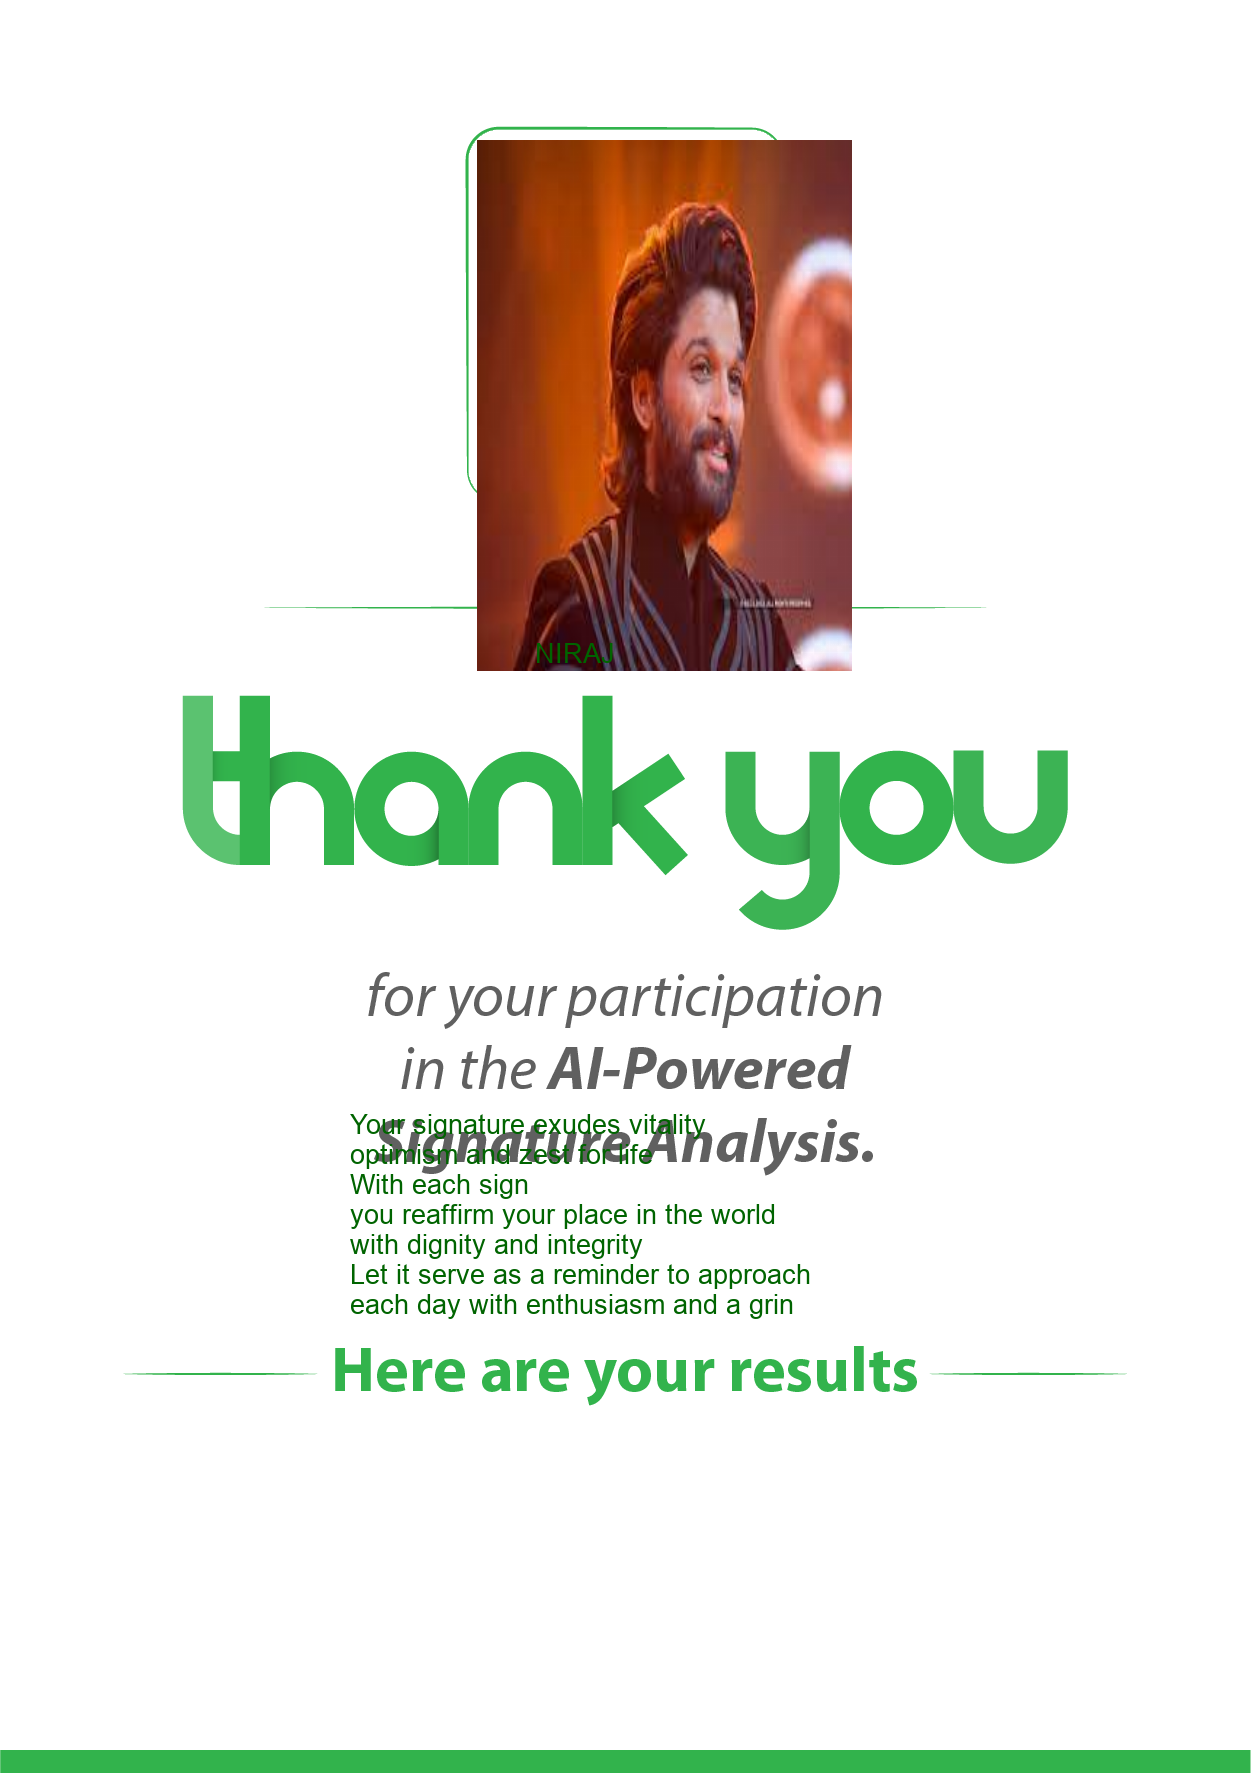 NIRAJ
thank you
for your participation
in the AI-Powered
Signature Analysis.
Your signature exudes vitality
optimism and zest for life
With each sign
you reaffirm your place in the world
with dignity and integrity
Let it serve as a reminder to approach
each day with enthusiasm and a grin
Here are your results